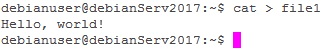 debianuser@debianServ2017:~$ cat > file1
Hello, world!
debianuser@debianServ2017:~$